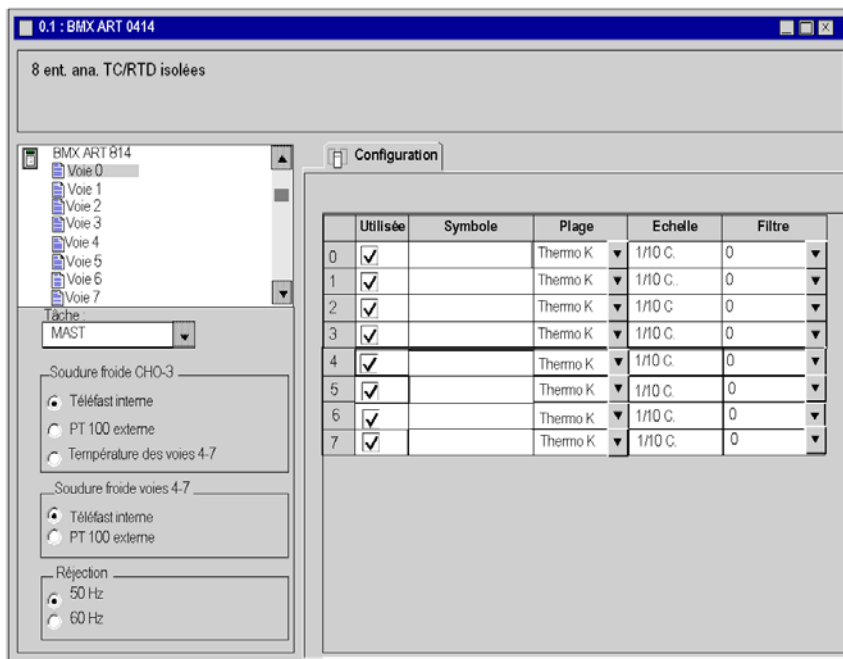 0.1 : BMX ART 0414
8 ent. ana. TC/RTD isolées
BMX ART 814
Voie 0
Voie 1
Voie 2
Voie 3
Voie 4
Voie 5
Voie 6
Voie 7
Tâche :
MAST
Soudure froide CHO-3
Téléfast interne
PT 100 externe
Température des voies 4-7
Soudure froide voies 4-7
Téléfast interne
PT 100 externe
Réjection
50 Hz
60 Hz
Configuration
Utilisée Symbole Plage Echelle Filtre
0 Thermo K 1/10 C. 0
1 Thermo K 1/10 C.. 0
2 Thermo K 1/10 C 0
3 Thermo K 1/10 C. 0
4 Thermo K 1/10 C. 0
5 Thermo K 1/10 C. 0
6 Thermo K 1/10 C. 0
7 Thermo K 1/10 C. 0